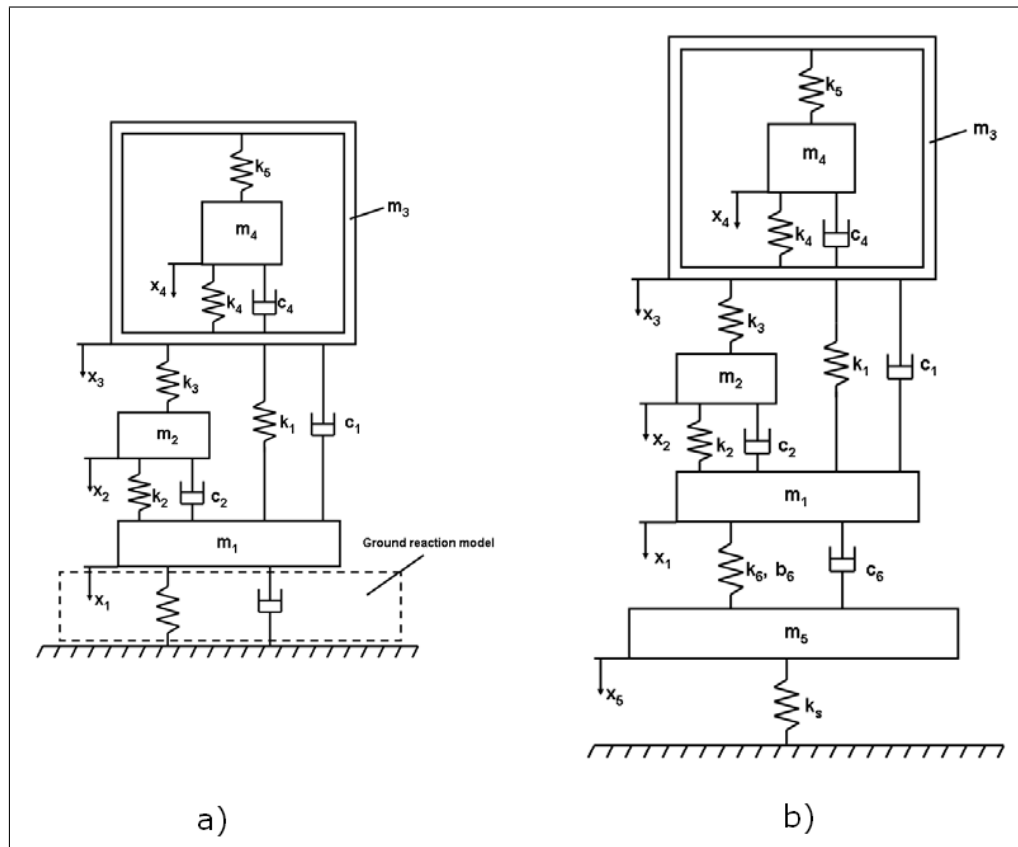 k₅
m₃
m₄
x₄
k₄
c₄
x₃
k₃
k₁
c₁
m₂
x₂
k₂
c₂
m₁
Ground reaction model
x₁
a)
k₅
m₃
m₄
x₄
k₄
c₄
x₃
k₃
k₁
c₁
m₂
x₂
k₂
c₂
m₁
x₁
k₆, b₆
c₆
m₅
x₅
kₛ
b)